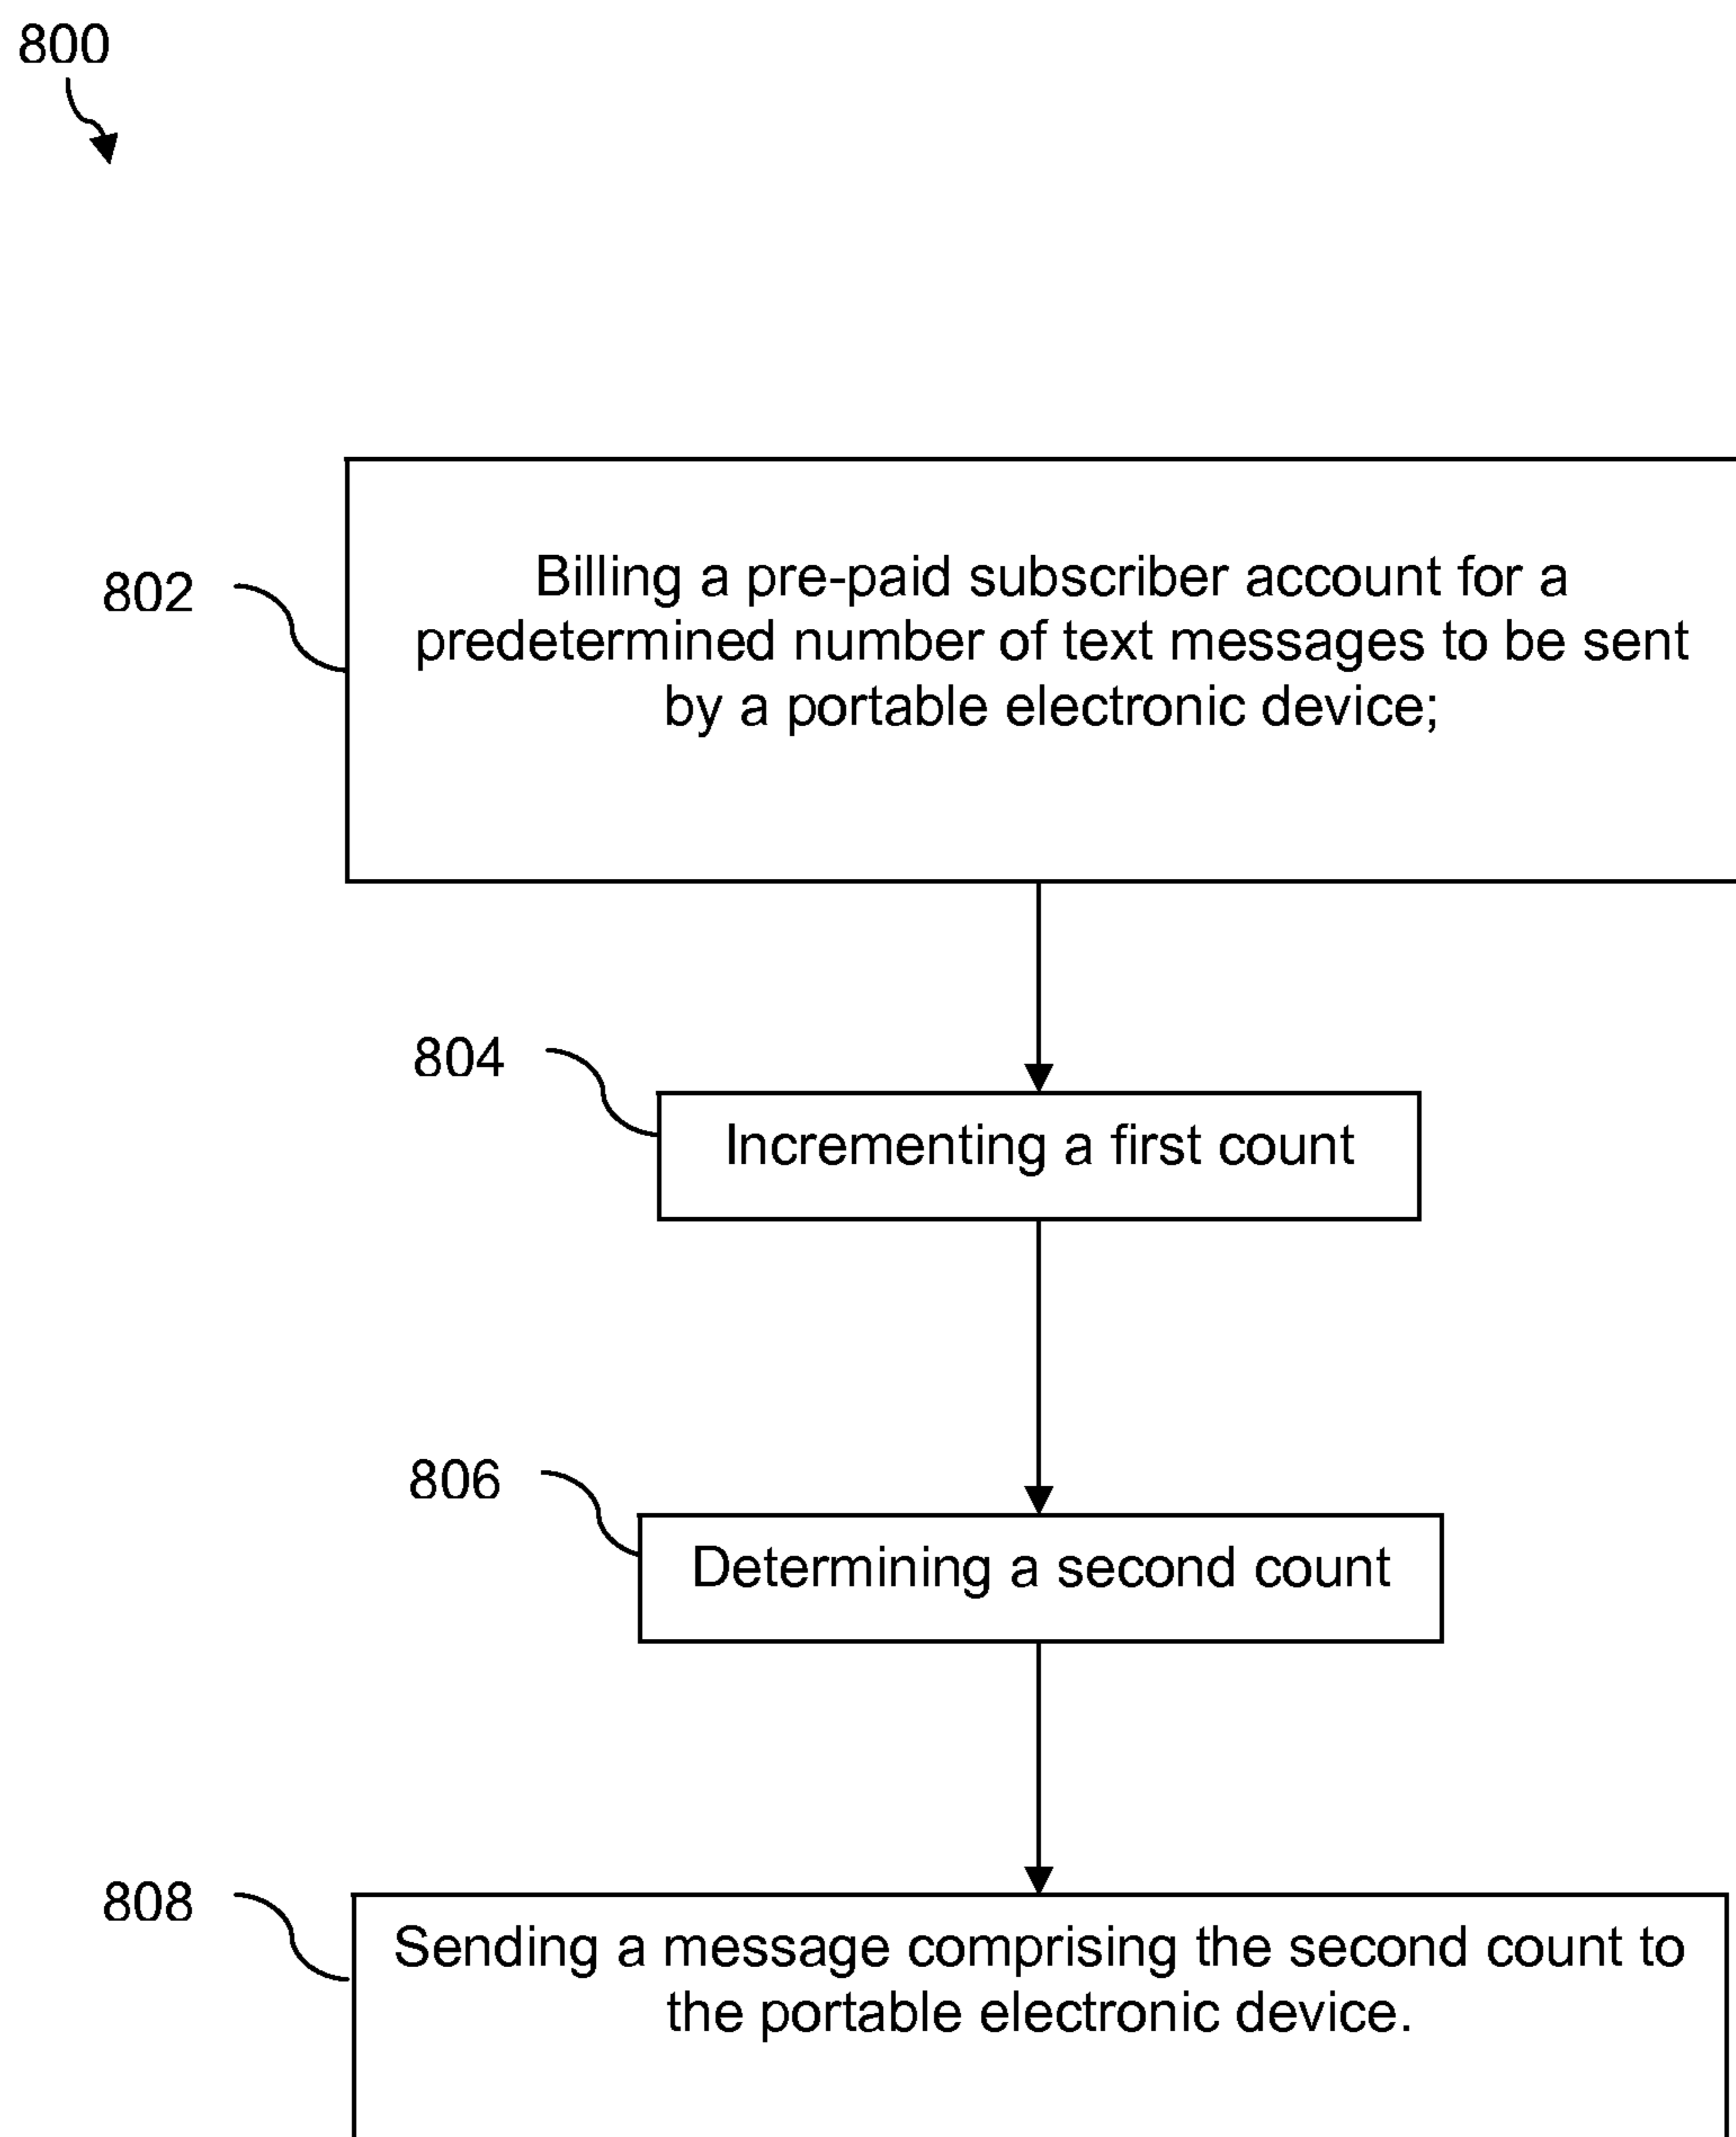 800
802
Billing a pre-paid subscriber account for a
predetermined number of text messages to be sent
by a portable electronic device;
804
Incrementing a first count
806
Determining a second count
808
Sending a message comprising the second count to
the portable electronic device.